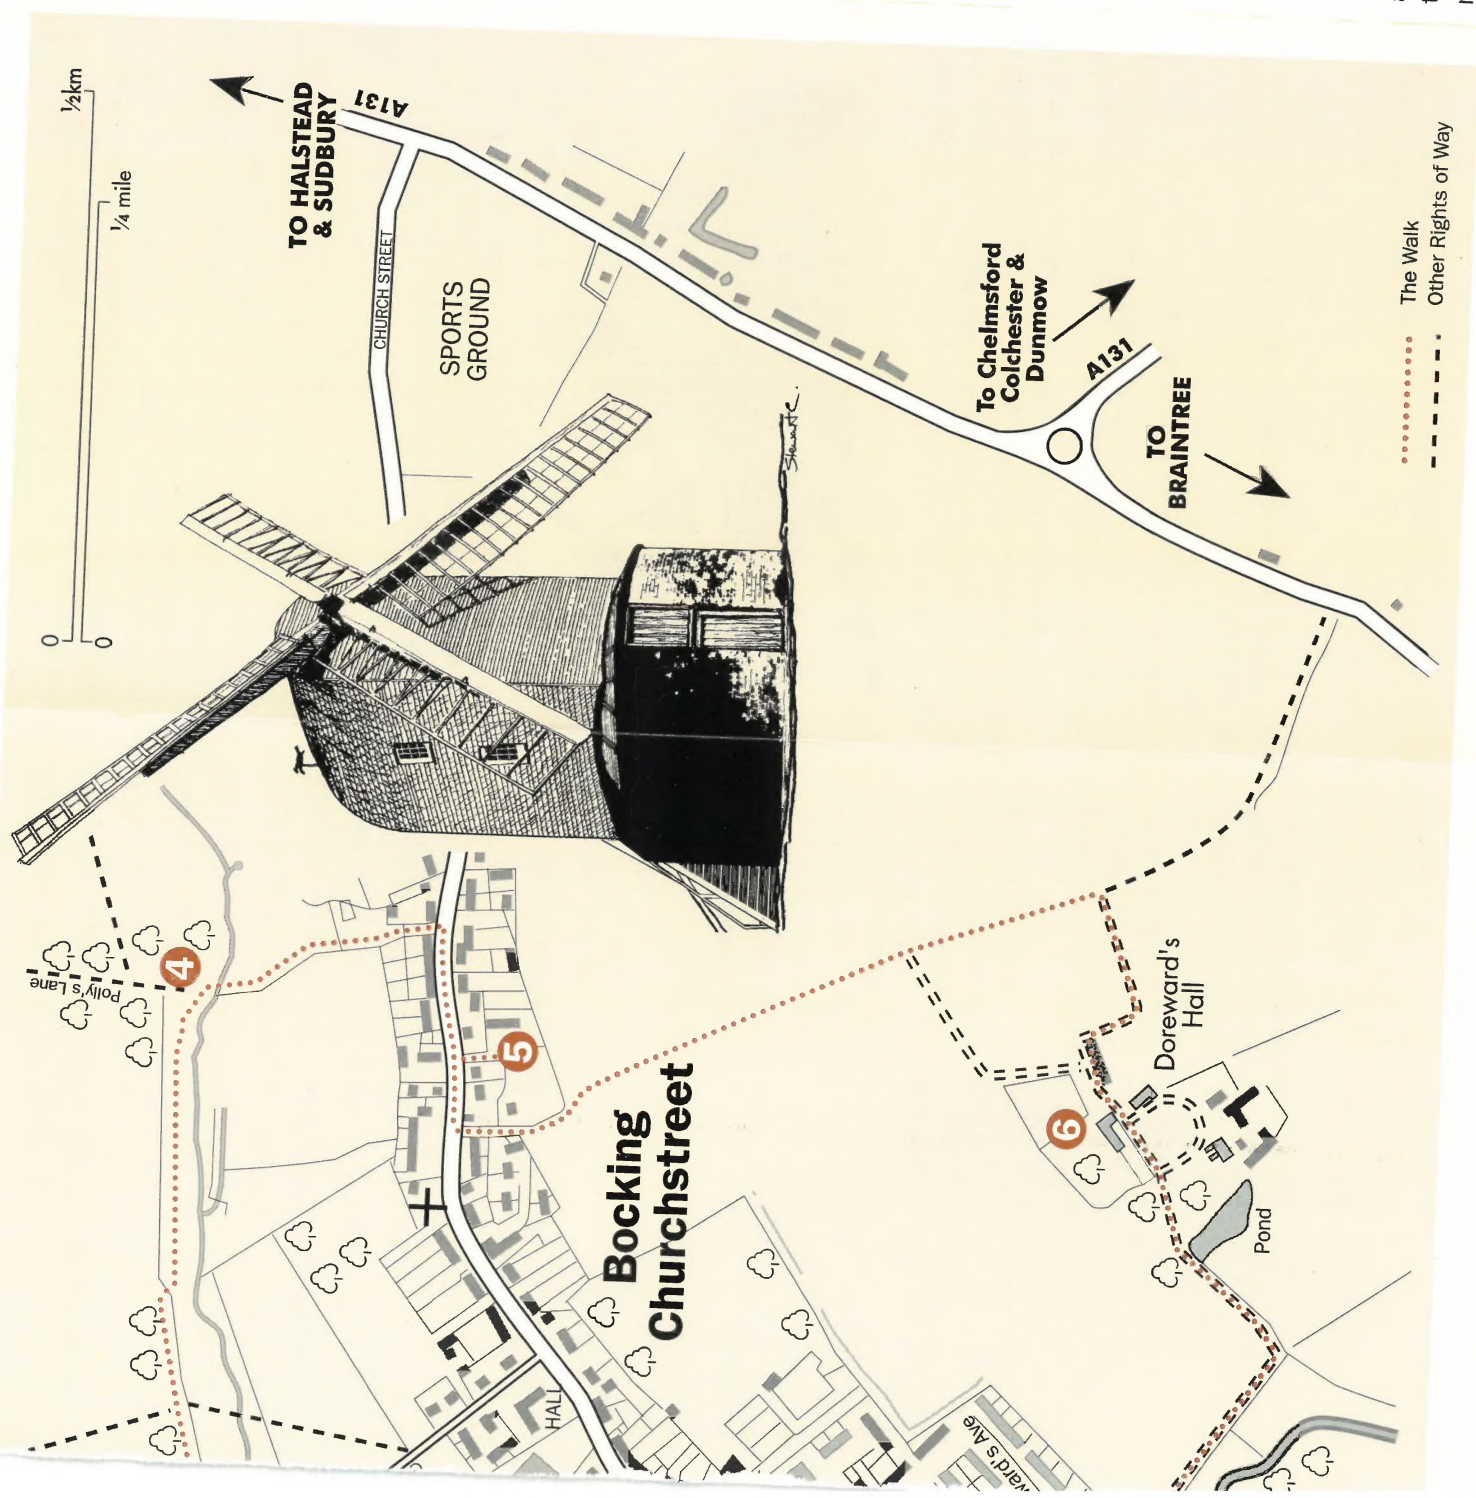 ½km
¼ mile
0
0
TO HALSTEAD
& SUDBURY
A131
CHURCH STREET
SPORTS
GROUND
To Chelmsford
Colchester &
Dunmow
A131
TO
BRAINTREE
The Walk
Other Rights of Way
Polly's Lane
4
5
6
Bocking
Churchstreet
Doreward's
Hall
Pond
HALL
ward's Ave